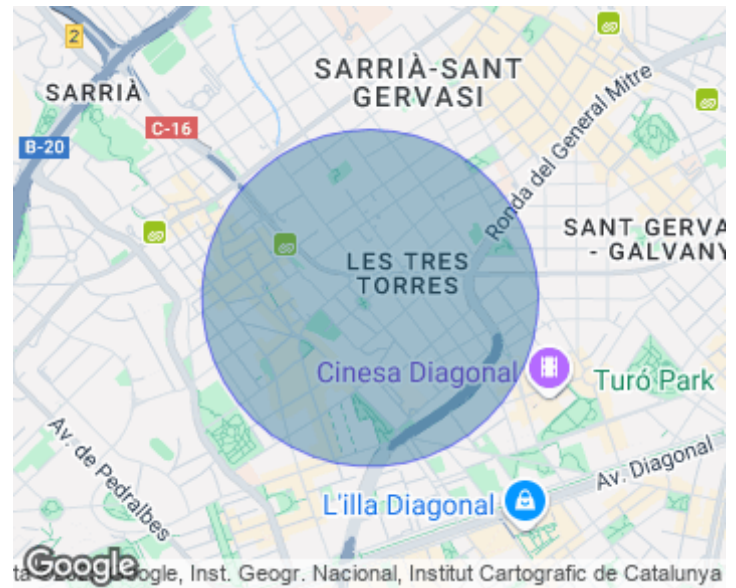 2
SARRIÀ-SANT
GERVASI
SARRIÀ
C-16
B-20
Ronda del General Mitre
SANT GERVA
- GALVANY
LES TRES
TORRES
Cinesa Diagonal
Turó Park
Av. de Pedralbes
Av. Diagonal
L'illa Diagonal
Google
Google, Inst. Geogr. Nacional, Institut Cartografic de Catalunya